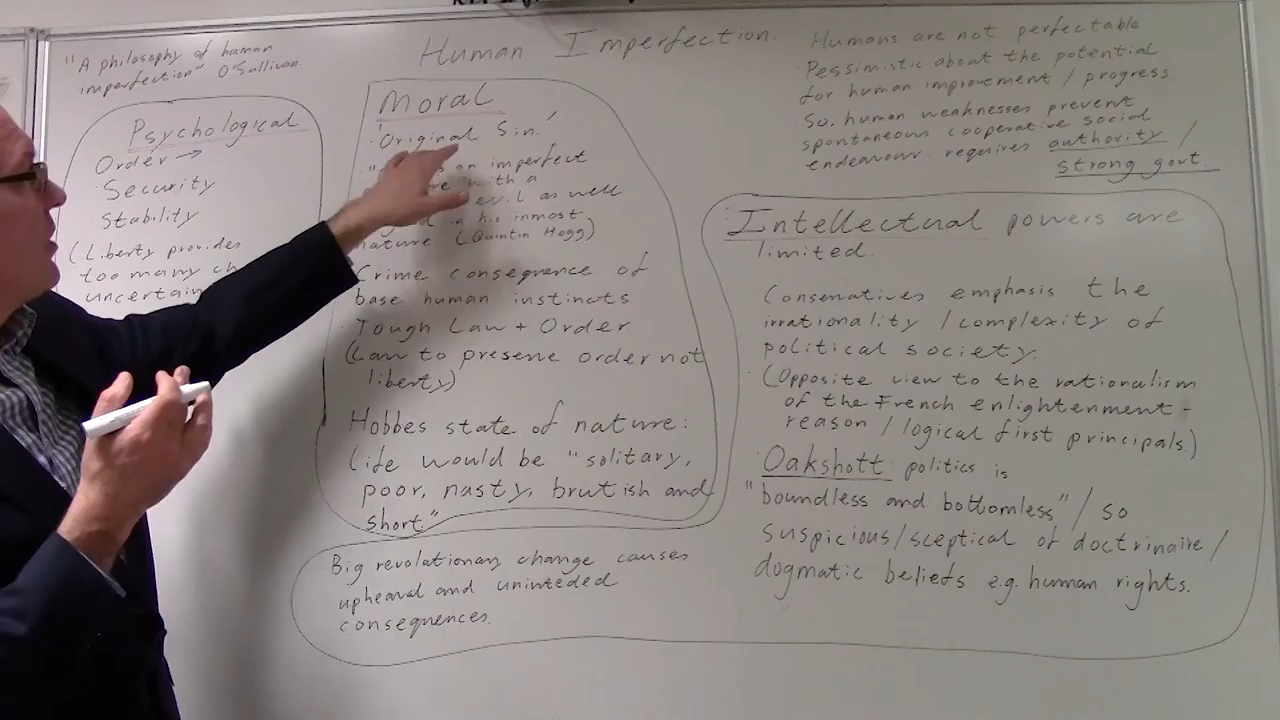 Human Imperfection.
"A philosophy of human
imperfection" O'Sullivan.
Psychological
Order →
Security
Stability
(Liberty provides
too many
Moral
'Original Sin.'
an imperfect
with a
evil as well
in his inmost
nature. (Quintin Hogg)
Crime consequence of
base human instincts
Tough Law + Order
(Law to preserve order not
liberty)
Hobbes state of nature:
Life would be "solitary,
poor, nasty, brutish and
short."
Big revolutionary change causes
upheaval and uninteded
consequences.
Humans are not perfectable
· Pessimistic about the potential
for human improvement / progress
· So, human weaknesses prevent
spontaneous cooperative social
endeavour: requires authority /
strong govt.
Intellectual powers are
limited.
Conservatives emphasis the
irrationality / complexity of
political society.
(Opposite view to the rationalism
of the French enlightenment -
reason / logical first principals)
Oakshott politics is
"boundless and bottomless" / so
suspicious / sceptical of doctrinaire /
dogmatic beliefs e.g. human rights.